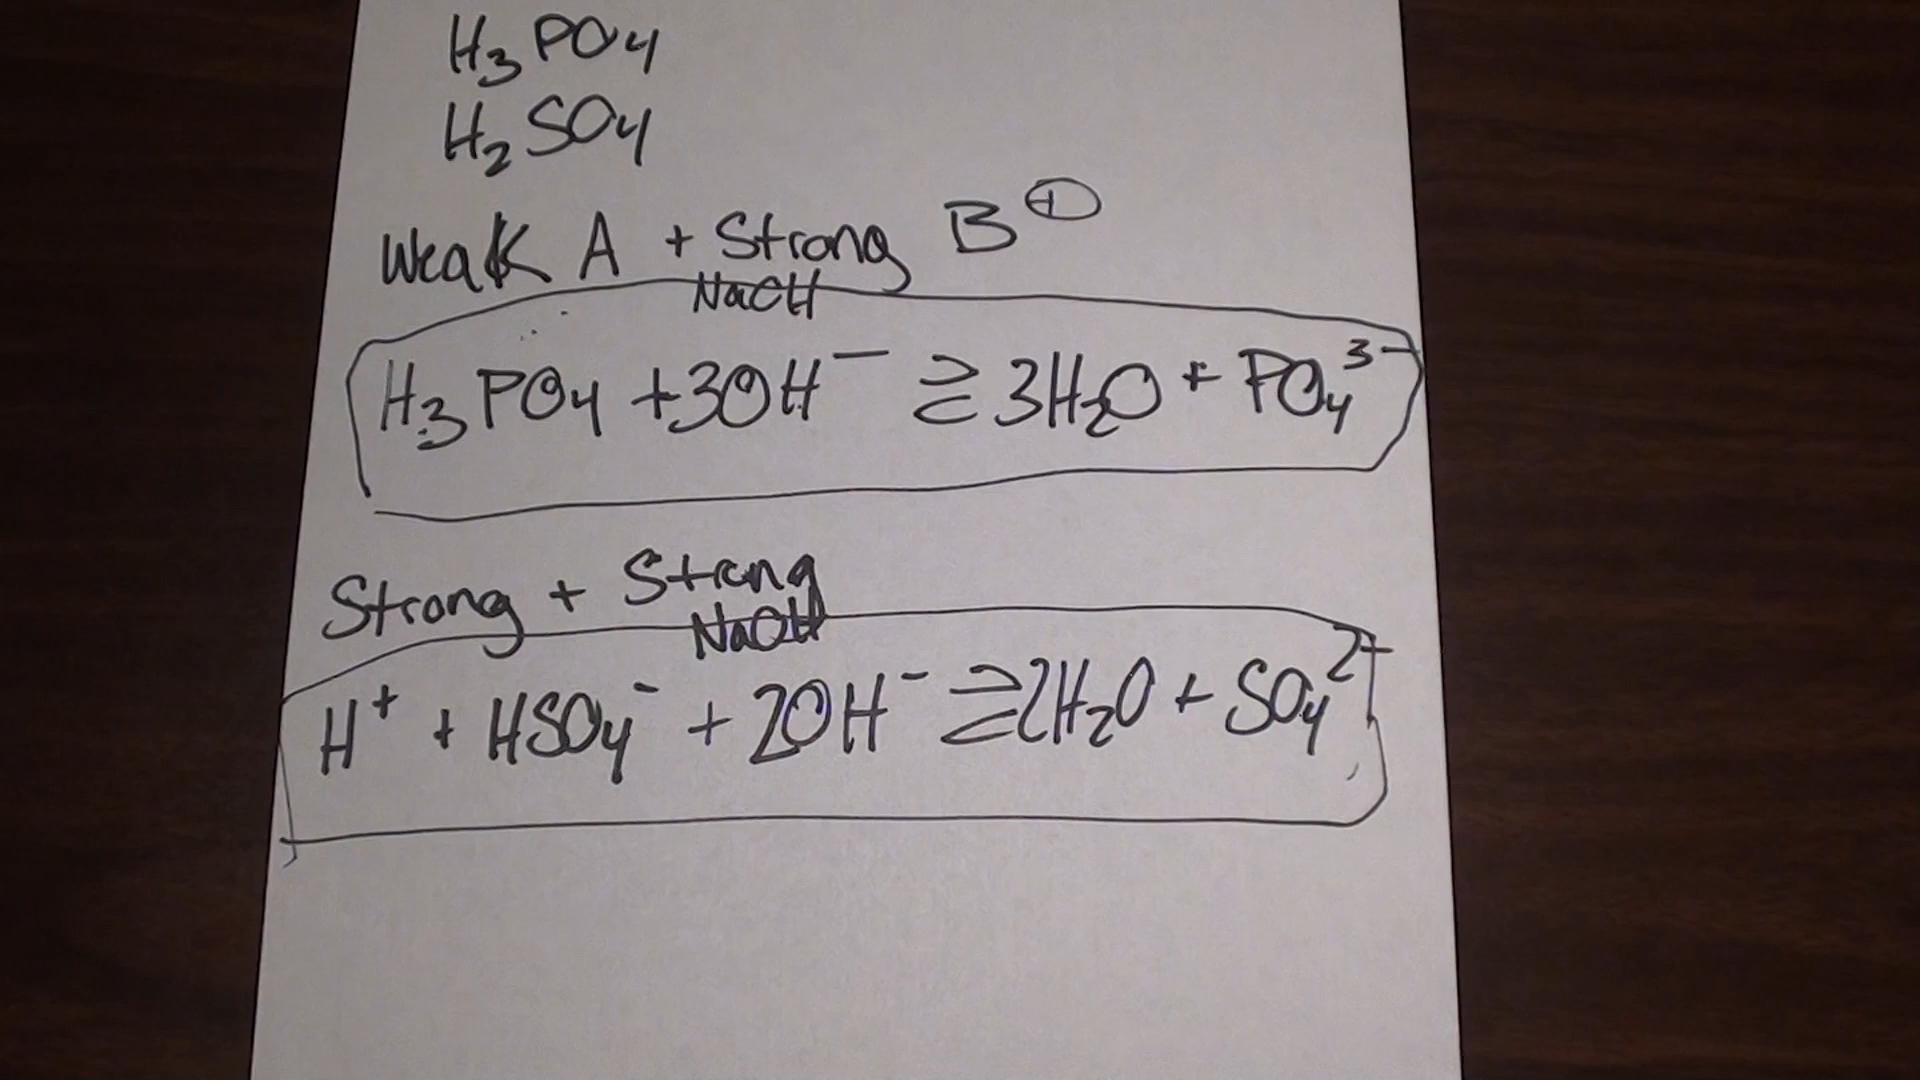 H₃PO₄
H₂SO₄
Weak A + Strong B⊕
NaOH
H₃PO₄ + 3OH⁻ ⇄ 3H₂O + PO₄³⁻
Strong + Strong
NaOH
H⁺ + HSO₄⁻ + 2OH⁻ ⇄ 2H₂O + SO₄²⁻